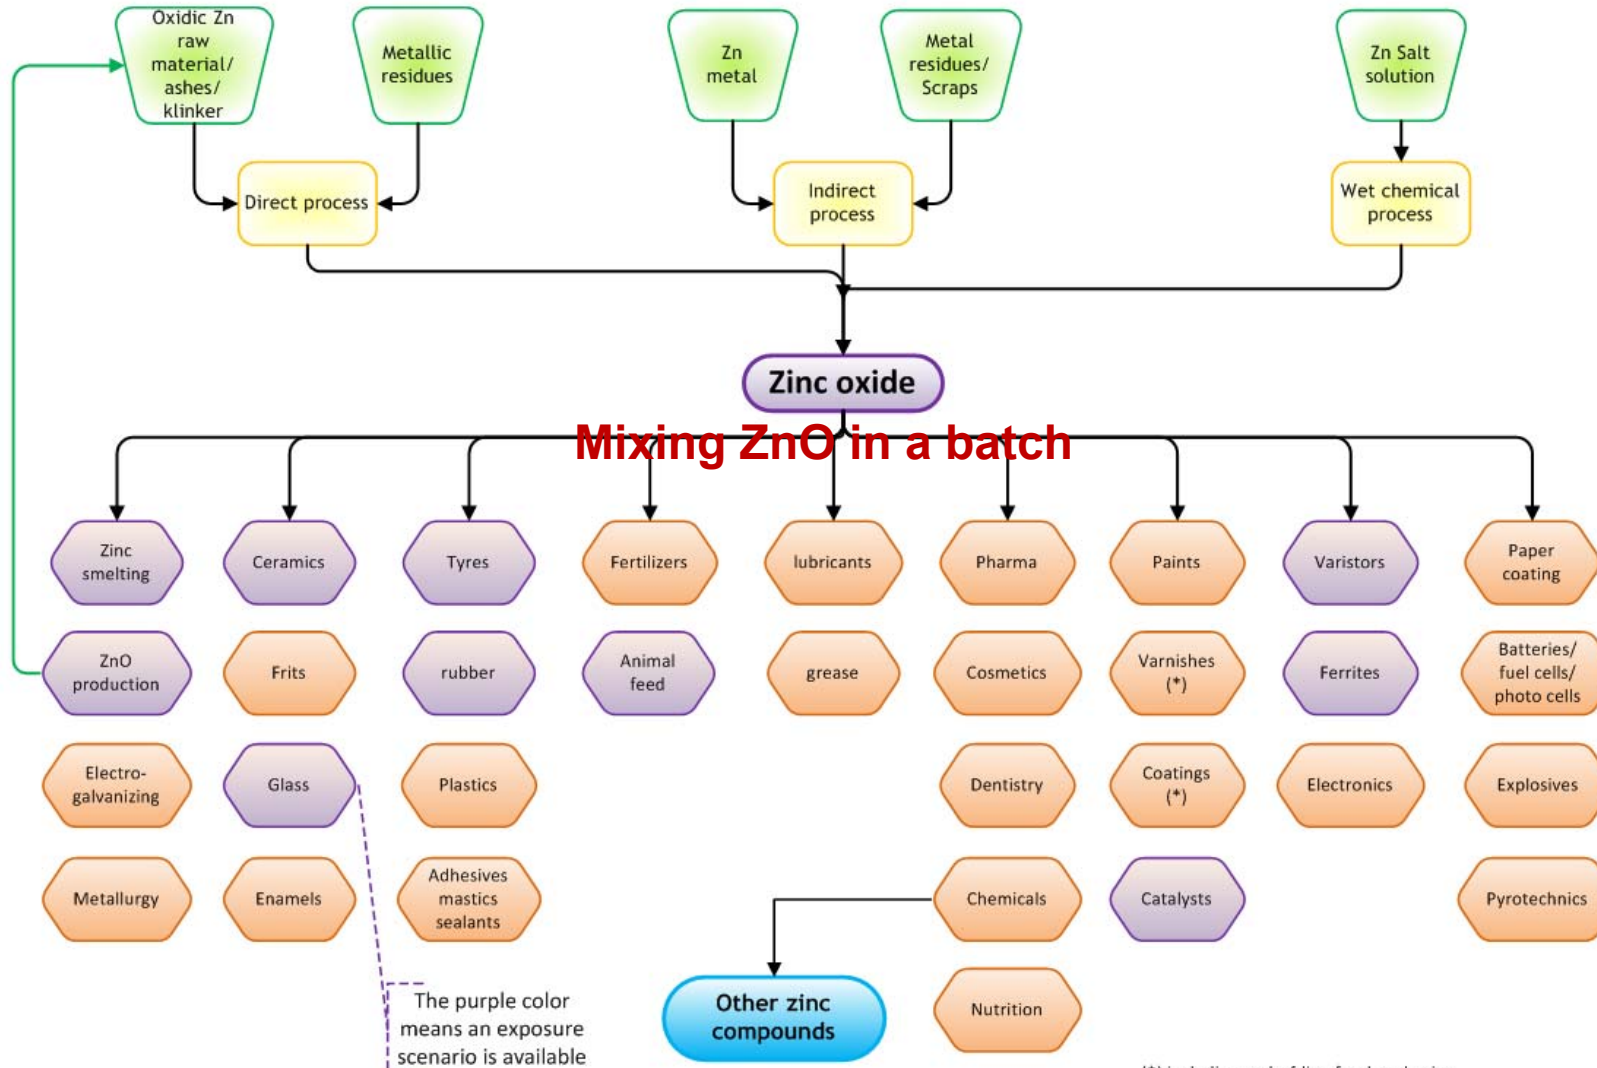 Oxidic Zn
raw
material/
ashes/
klinker
Metallic
residues
Zn
metal
Metal
residues/
Scraps
Zn Salt
solution
Direct process
Indirect
process
Wet chemical
process
Zinc oxide
Mixing ZnO in a batch
Zinc
smelting
Ceramics
Tyres
Fertilizers
lubricants
Pharma
Paints
Varistors
Paper
coating
ZnO
production
Frits
rubber
Animal
feed
grease
Cosmetics
Varnishes
(*)
Ferrites
Batteries/
fuel cells/
photo cells
Electro-
galvanizing
Glass
Plastics
Dentistry
Coatings
(*)
Electronics
Explosives
Metallurgy
Enamels
Adhesives
mastics
sealants
Chemicals
Catalysts
Pyrotechnics
The purple color
means an exposure
scenario is available
Other zinc
compounds
Nutrition